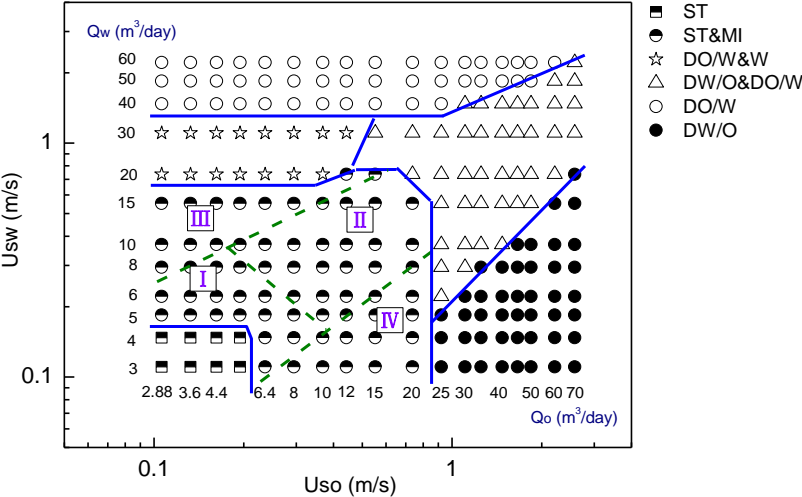 Qw (m³/day)
60
50
40
30
20
15
10
8
6
5
4
3
1
0.1
Usw (m/s)
III
II
I
IV
2.88 3.6 4.4 6.4 8 10 12 15 20 25 30 40 50 60 70
Qo (m³/day)
0.1 1
Uso (m/s)
ST
ST&MI
DO/W&W
DW/O&DO/W
DO/W
DW/O